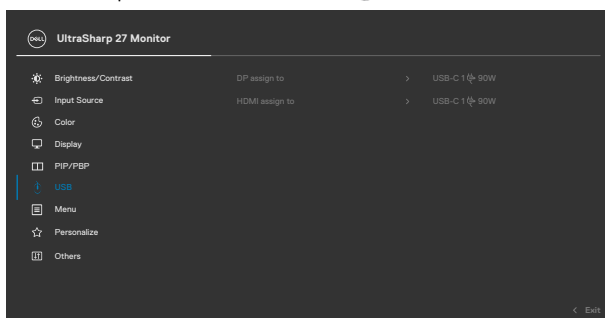 DELL UltraSharp 27 Monitor
Brightness/Contrast DP assign to > USB-C 1 90W
Input Source HDMI assign to > USB-C 1 90W
Color
Display
PIP/PBP
USB
Menu
Personalize
Others
< Exit